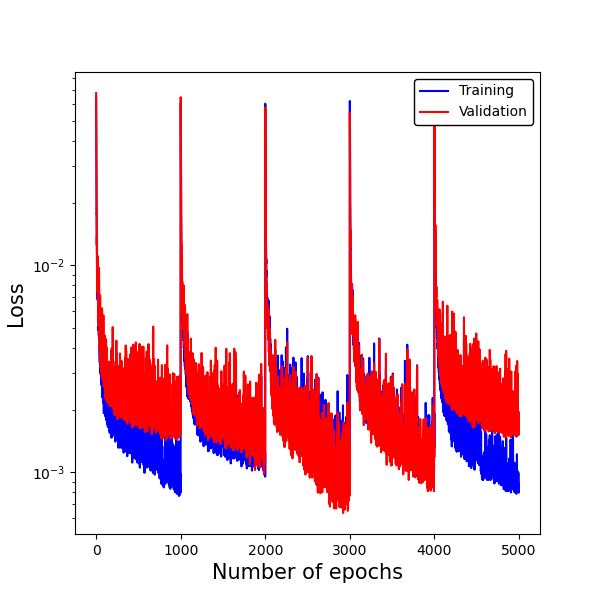 Training
Validation
Loss
10⁻²
10⁻³
0 1000 2000 3000 4000 5000
Number of epochs